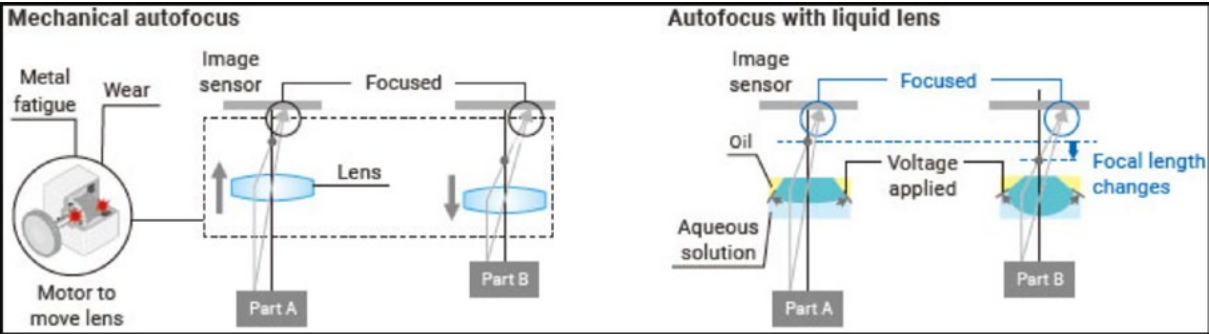 Mechanical autofocus
Metal
fatigue
Wear
Image
sensor
Focused
Lens
Motor to
move lens
Part A
Part B
Autofocus with liquid lens
Image
sensor
Focused
Oil
Voltage
applied
Focal length
changes
Aqueous
solution
Part A
Part B